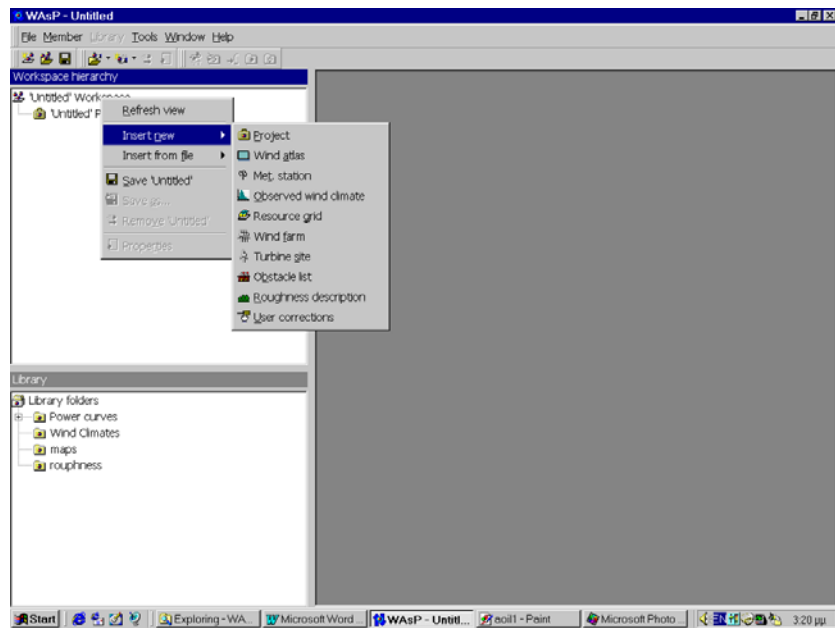 WAsP - Untitled
File Member Library Tools Window Help
Workspace hierarchy
'Untitled' Workspace
'Untitled' P
Refresh view
Insert new
Insert from file
Save 'Untitled'
Save as...
Remove 'Untitled'
Properties
Project
Wind atlas
Met. station
Observed wind climate
Resource grid
Wind farm
Turbine site
Obstacle list
Roughness description
User corrections
Library
Library folders
Power curves
Wind Climates
maps
rouphness
Start Exploring - WA... Microsoft Word ... WAsP - Untitl... aoil1 - Paint Microsoft Photo ... EN 3:20 μμ